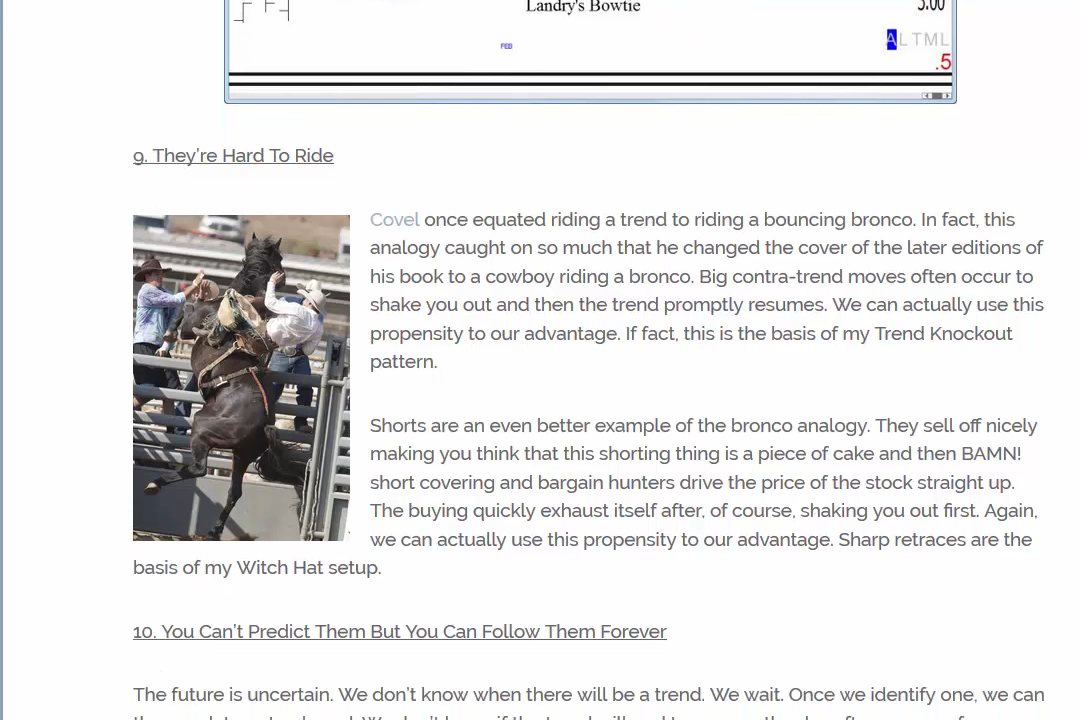 Landry's Bowtie
5.00
FEB
ALTML
.5
9. They're Hard To Ride
Covel once equated riding a trend to riding a bouncing bronco. In fact, this
analogy caught on so much that he changed the cover of the later editions of
his book to a cowboy riding a bronco. Big contra-trend moves often occur to
shake you out and then the trend promptly resumes. We can actually use this
propensity to our advantage. If fact, this is the basis of my Trend Knockout
pattern.
Shorts are an even better example of the bronco analogy. They sell off nicely
making you think that this shorting thing is a piece of cake and then BAMN!
short covering and bargain hunters drive the price of the stock straight up.
The buying quickly exhaust itself after, of course, shaking you out first. Again,
we can actually use this propensity to our advantage. Sharp retraces are the
basis of my Witch Hat setup.
10. You Can't Predict Them But You Can Follow Them Forever
The future is uncertain. We don't know when there will be a trend. We wait. Once we identify one, we can